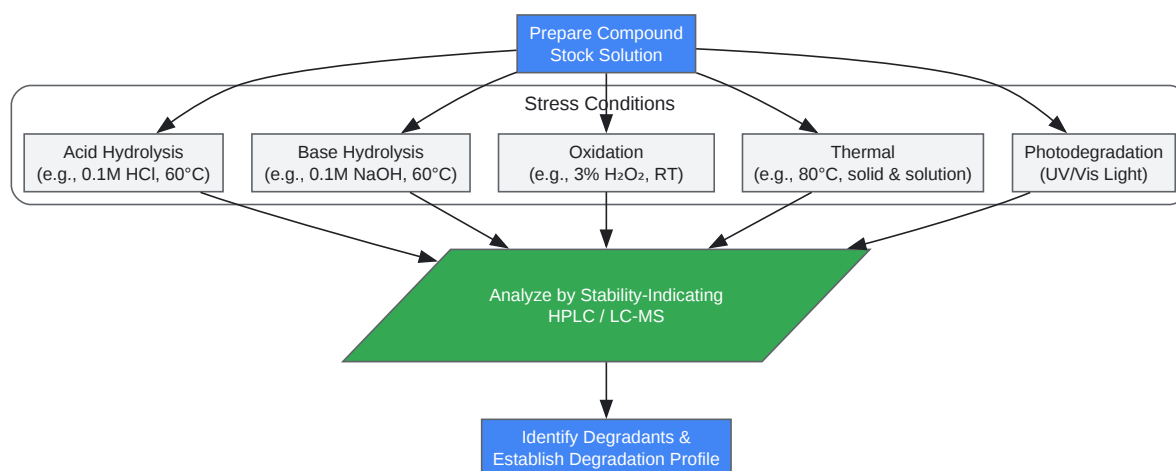 Prepare Compound
Stock Solution
Stress Conditions
Acid Hydrolysis
(e.g., 0.1M HCl, 60°C)
Base Hydrolysis
(e.g., 0.1M NaOH, 60°C)
Oxidation
(e.g., 3% H₂O₂, RT)
Thermal
(e.g., 80°C, solid & solution)
Photodegradation
(UV/Vis Light)
Analyze by Stability-Indicating
HPLC / LC-MS
Identify Degradants &
Establish Degradation Profile